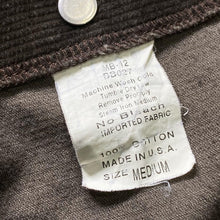 MB-12
Machine Wash Cold
Tumble Dry Low
Remove Promptly
Steam Iron Medium
No Bleach
IMPORTED FABRIC
100% COTTON
MADE IN U.S.A.
SIZE MEDIUM